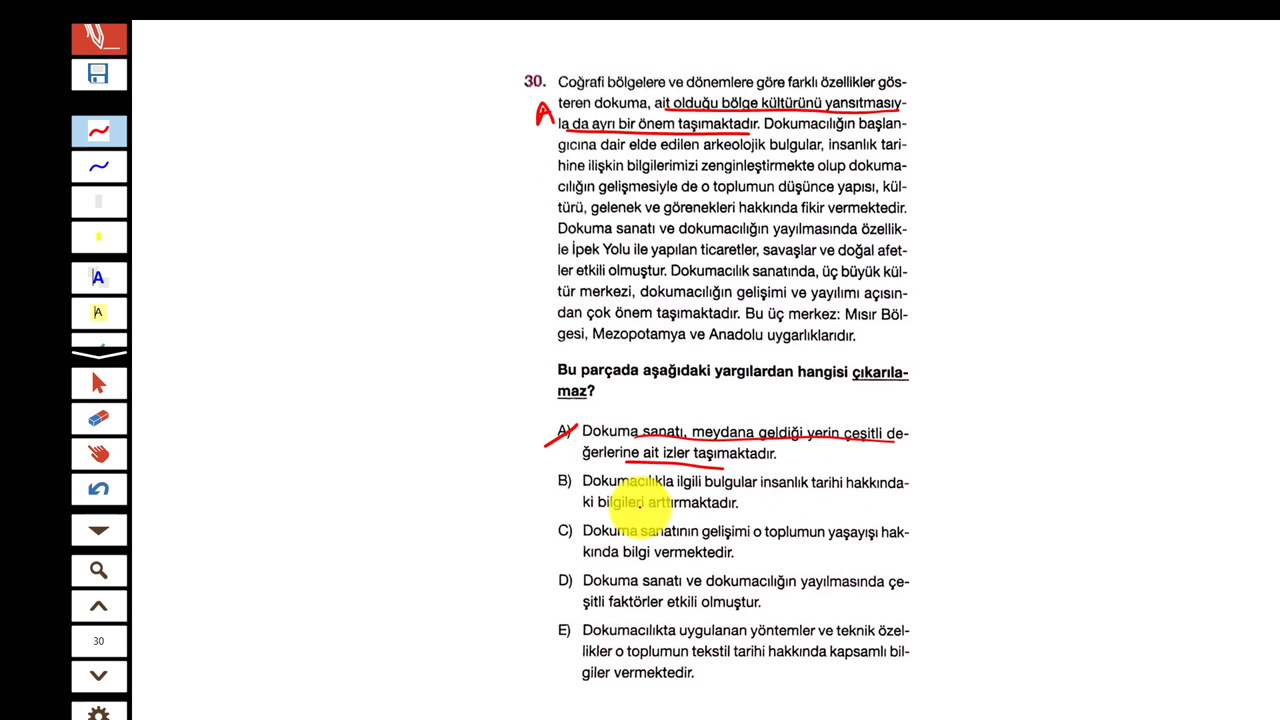 30. Coğrafi bölgelere ve dönemlere göre farklı özellikler gös-
teren dokuma, ait olduğu bölge kültürünü yansıtmasıy-
A la da ayrı bir önem taşımaktadır. Dokumacılığın başlan-
gıcına dair elde edilen arkeolojik bulgular, insanlık tari-
hine ilişkin bilgilerimizi zenginleştirmekte olup dokuma-
cılığın gelişmesiyle de o toplumun düşünce yapısı, kül-
türü, gelenek ve görenekleri hakkında fikir vermektedir.
Dokuma sanatı ve dokumacılığın yayılmasında özellik-
le İpek Yolu ile yapılan ticaretler, savaşlar ve doğal afet-
ler etkili olmuştur. Dokumacılık sanatında, üç büyük kül-
tür merkezi, dokumacılığın gelişimi ve yayılımı açısın-
dan çok önem taşımaktadır. Bu üç merkez: Mısır Böl-
gesi, Mezopotamya ve Anadolu uygarlıklarıdır.
Bu parçada aşağıdaki yargılardan hangisi çıkarıla-
maz?
A) Dokuma sanatı, meydana geldiği yerin çeşitli de-
ğerlerine ait izler taşımaktadır.
B) Dokumacılıkla ilgili bulgular insanlık tarihi hakkında-
ki bilgileri arttırmaktadır.
C) Dokuma sanatının gelişimi o toplumun yaşayışı hak-
kında bilgi vermektedir.
D) Dokuma sanatı ve dokumacılığın yayılmasında çe-
şitli faktörler etkili olmuştur.
E) Dokumacılıkta uygulanan yöntemler ve teknik özel-
likler o toplumun tekstil tarihi hakkında kapsamlı bil-
giler vermektedir.
A
A
30